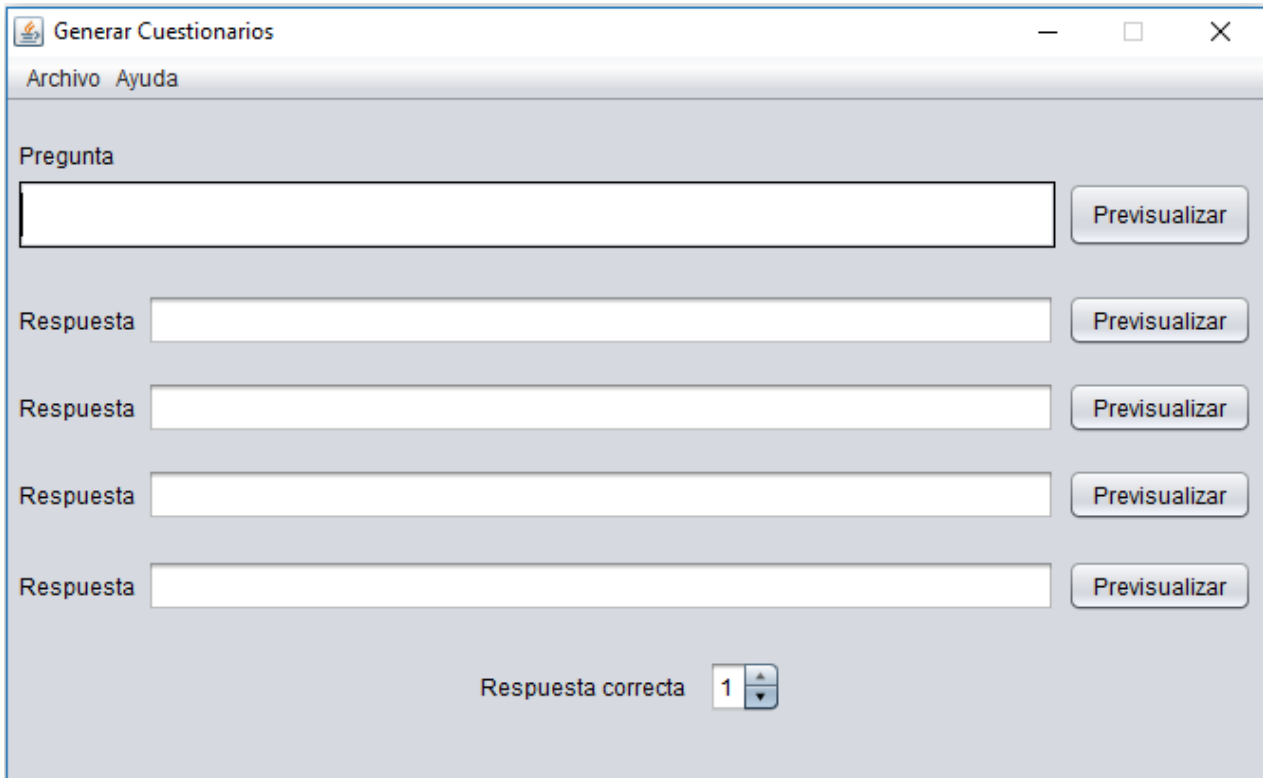 Generar Cuestionarios
Archivo Ayuda
Pregunta
Previsualizar
Respuesta Previsualizar
Respuesta Previsualizar
Respuesta Previsualizar
Respuesta Previsualizar
Respuesta correcta 1